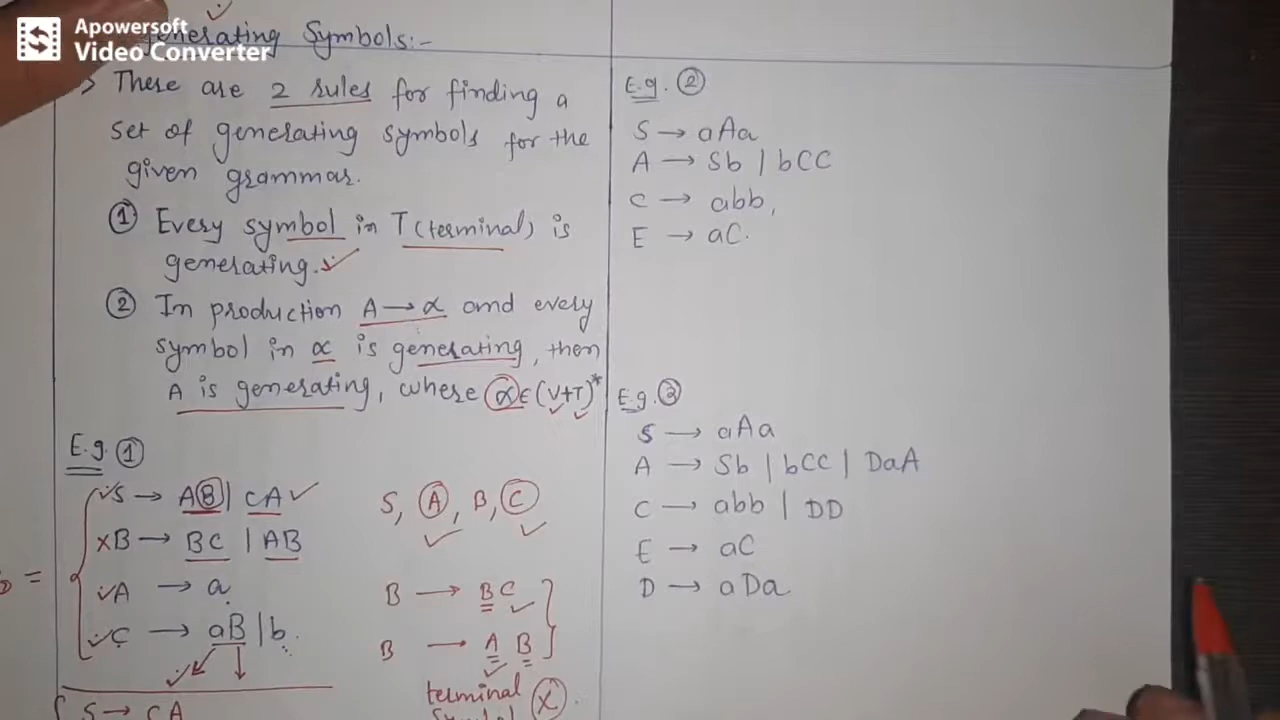 Apowersoft
Video Converter
Generating Symbols:-
> There are 2 rules for finding a
set of generating symbols for the
given grammar.
① Every symbol in T (terminal) is
generating.
② In production A → α and every
symbol in α is generating, then
A is generating, where α ∈ (V+T)*
E.g. ①
S → AB | CA
B → BC | AB
A → a
C → aB | b.
S → CA
S, A, B, C
B → BC
B → A B
terminal
symbol
E.g. ②
S → aAa
A → Sb | bCC
C → abb,
E → aC.
E.g. ③
S → aAa
A → Sb | bCC | DaA
C → abb | DD
E → aC
D → aDa